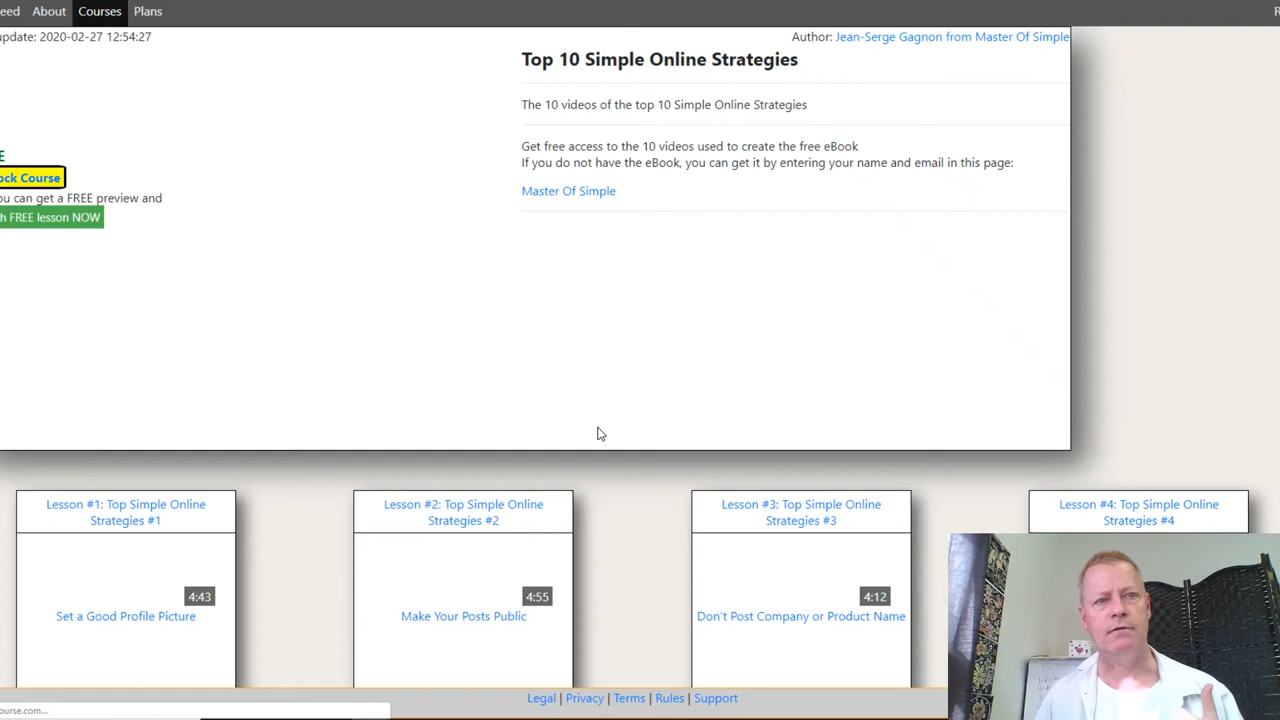 eed About Courses Plans R
update: 2020-02-27 12:54:27
Author: Jean-Serge Gagnon from Master Of Simple
Top 10 Simple Online Strategies
The 10 videos of the top 10 Simple Online Strategies
Get free access to the 10 videos used to create the free eBook
If you do not have the eBook, you can get it by entering your name and email in this page:
Master Of Simple
E
ock Course
ou can get a FREE preview and
h FREE lesson NOW
Lesson #1: Top Simple Online
Strategies #1
4:43
Set a Good Profile Picture
Lesson #2: Top Simple Online
Strategies #2
4:55
Make Your Posts Public
Lesson #3: Top Simple Online
Strategies #3
4:12
Don't Post Company or Product Name
Lesson #4: Top Simple Online
Strategies #4
Legal | Privacy | Terms | Rules | Support
ourse.com...